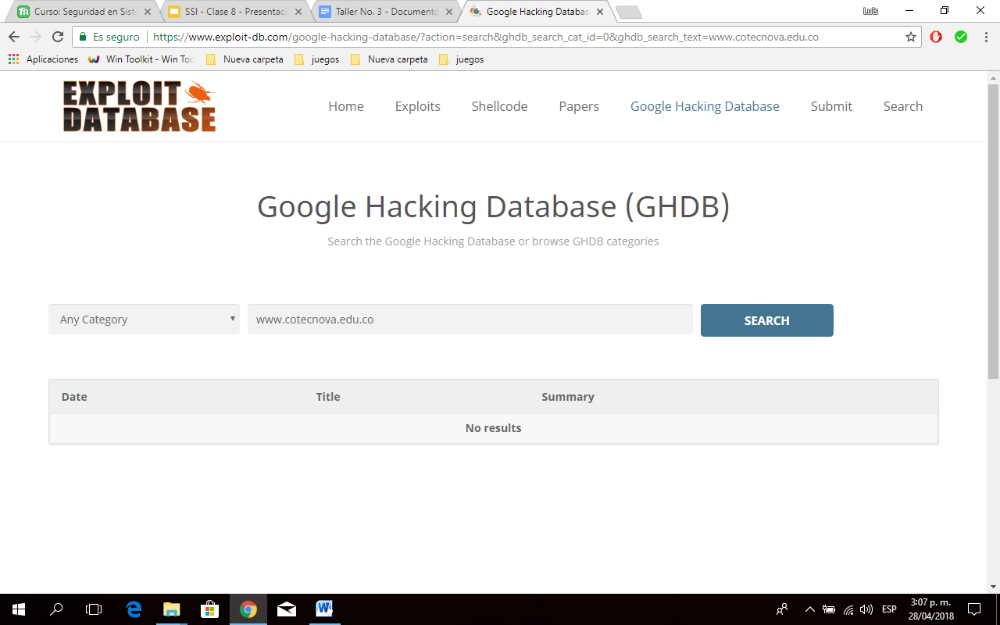 Curso: Seguridad en Siste
SSI - Clase 8 - Presentaci
Taller No. 3 - Documento
Google Hacking Databas
Luis
Es seguro
https://www.exploit-db.com/google-hacking-database/?action=search&ghdb_search_cat_id=0&ghdb_search_text=www.cotecnova.edu.co
Aplicaciones
Win Toolkit - Win Too
Nueva carpeta
juegos
Nueva carpeta
juegos
EXPLOIT
DATABASE
Home
Exploits
Shellcode
Papers
Google Hacking Database
Submit
Search
Google Hacking Database (GHDB)
Search the Google Hacking Database or browse GHDB categories
Any Category
www.cotecnova.edu.co
SEARCH
Date
Title
Summary
No results
ESP
3:07 p. m.
28/04/2018